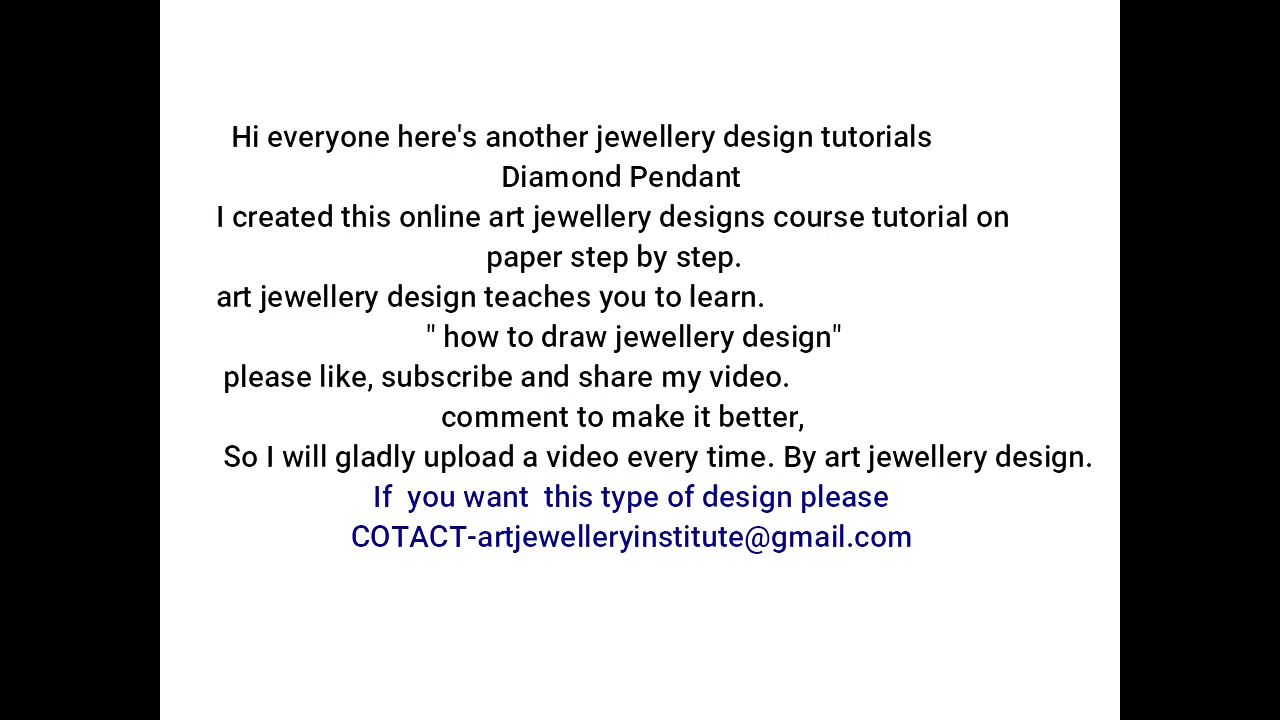 Hi everyone here's another jewellery design tutorials
Diamond Pendant
I created this online art jewellery designs course tutorial on
paper step by step.
art jewellery design teaches you to learn.
" how to draw jewellery design"
please like, subscribe and share my video.
comment to make it better,
So I will gladly upload a video every time. By art jewellery design.
If you want this type of design please
COTACT-artjewelleryinstitute@gmail.com